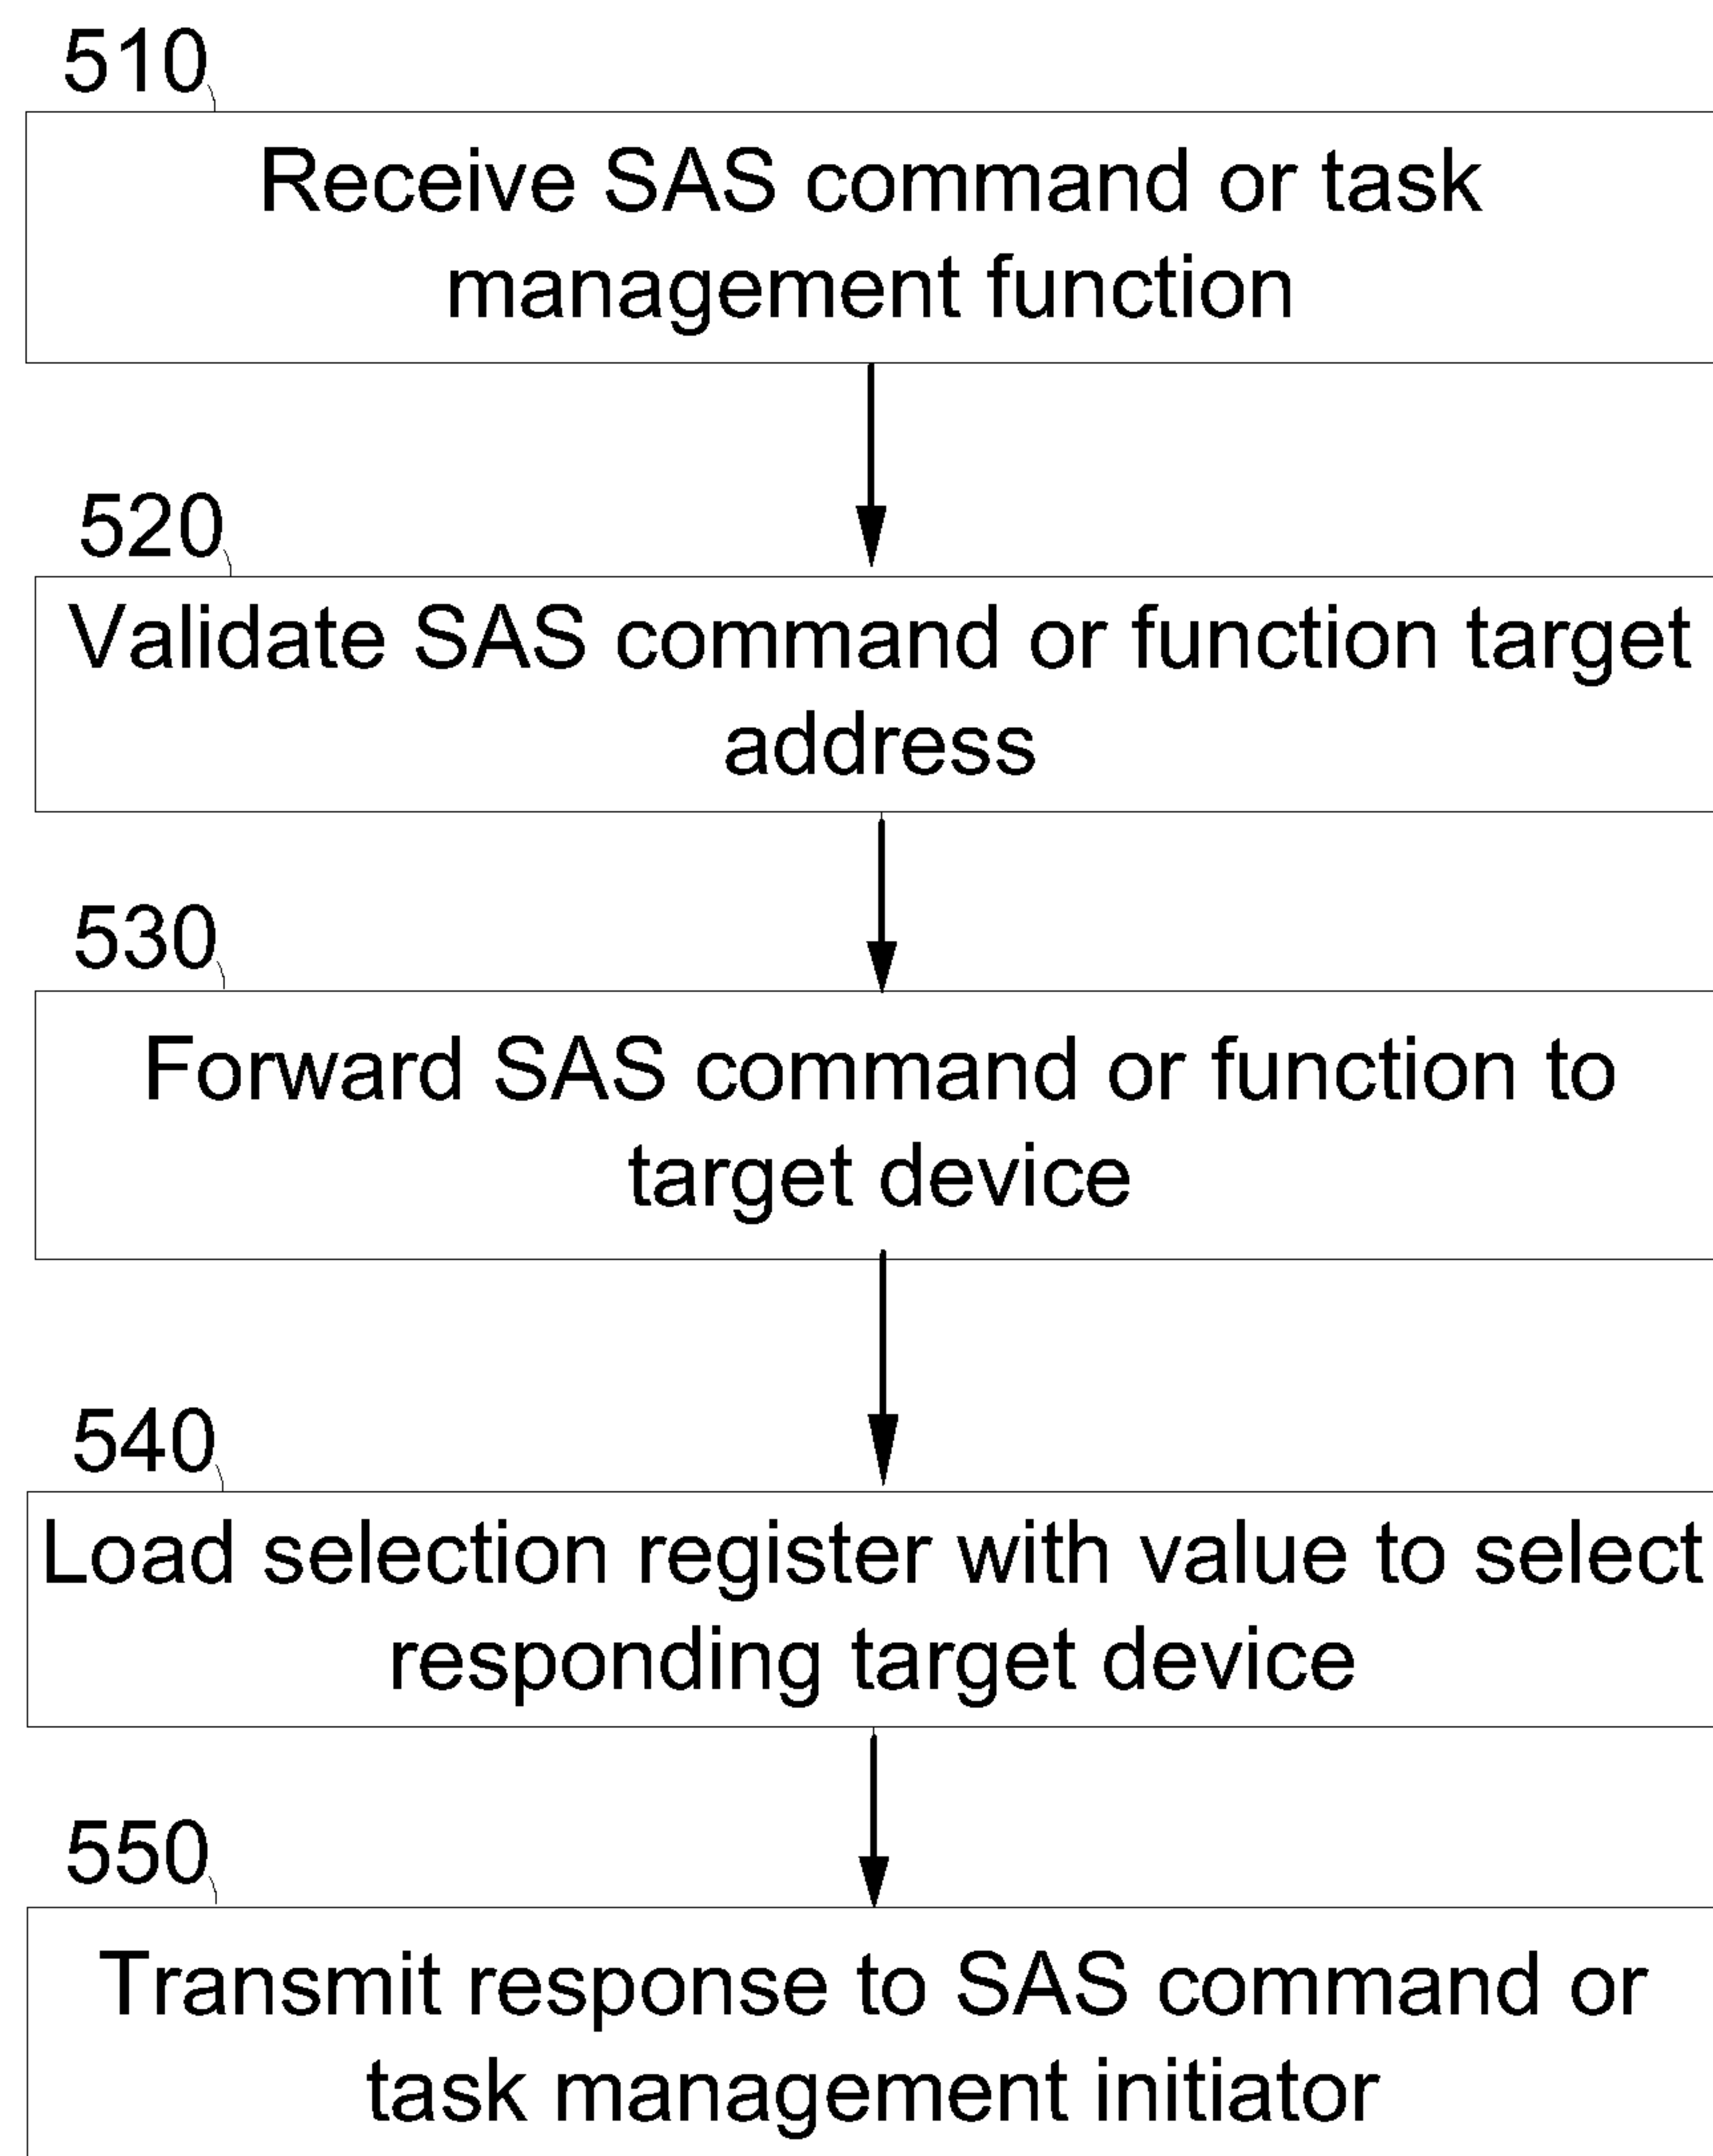 510
Receive SAS command or task
management function
520
Validate SAS command or function target
address
530
Forward SAS command or function to
target device
540
Load selection register with value to select
responding target device
550
Transmit response to SAS command or
task management initiator